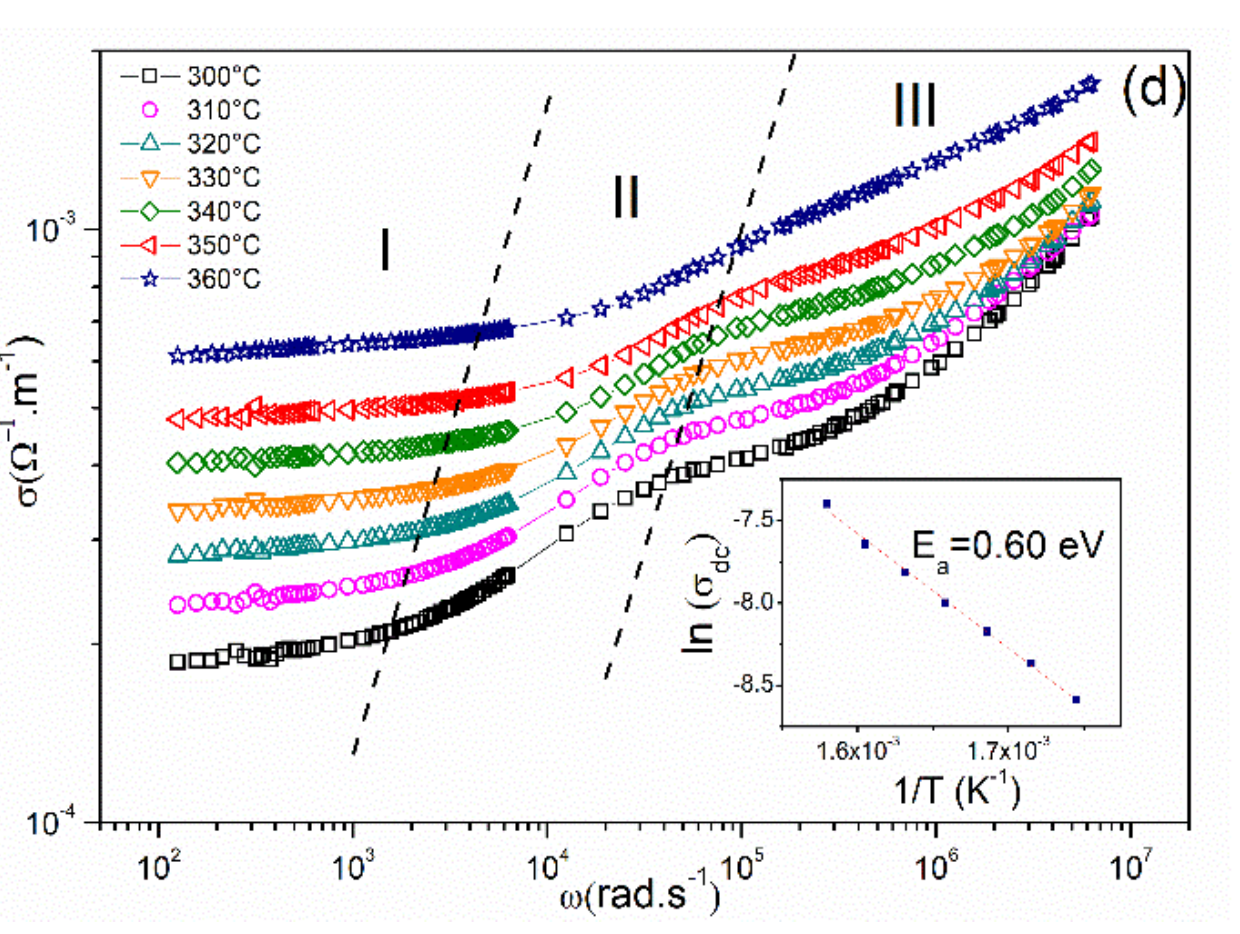 (d)
300°C
310°C
320°C
330°C
340°C
350°C
360°C
I
II
III
10⁻³
10⁻⁴
σ(Ω⁻¹.m⁻¹)
10² 10³ 10⁴ 10⁵ 10⁶ 10⁷
ω(rad.s⁻¹)
Eₐ=0.60 eV
-7.5
-8.0
-8.5
ln (σ_dc)
1.6x10⁻³ 1.7x10⁻³
1/T (K⁻¹)